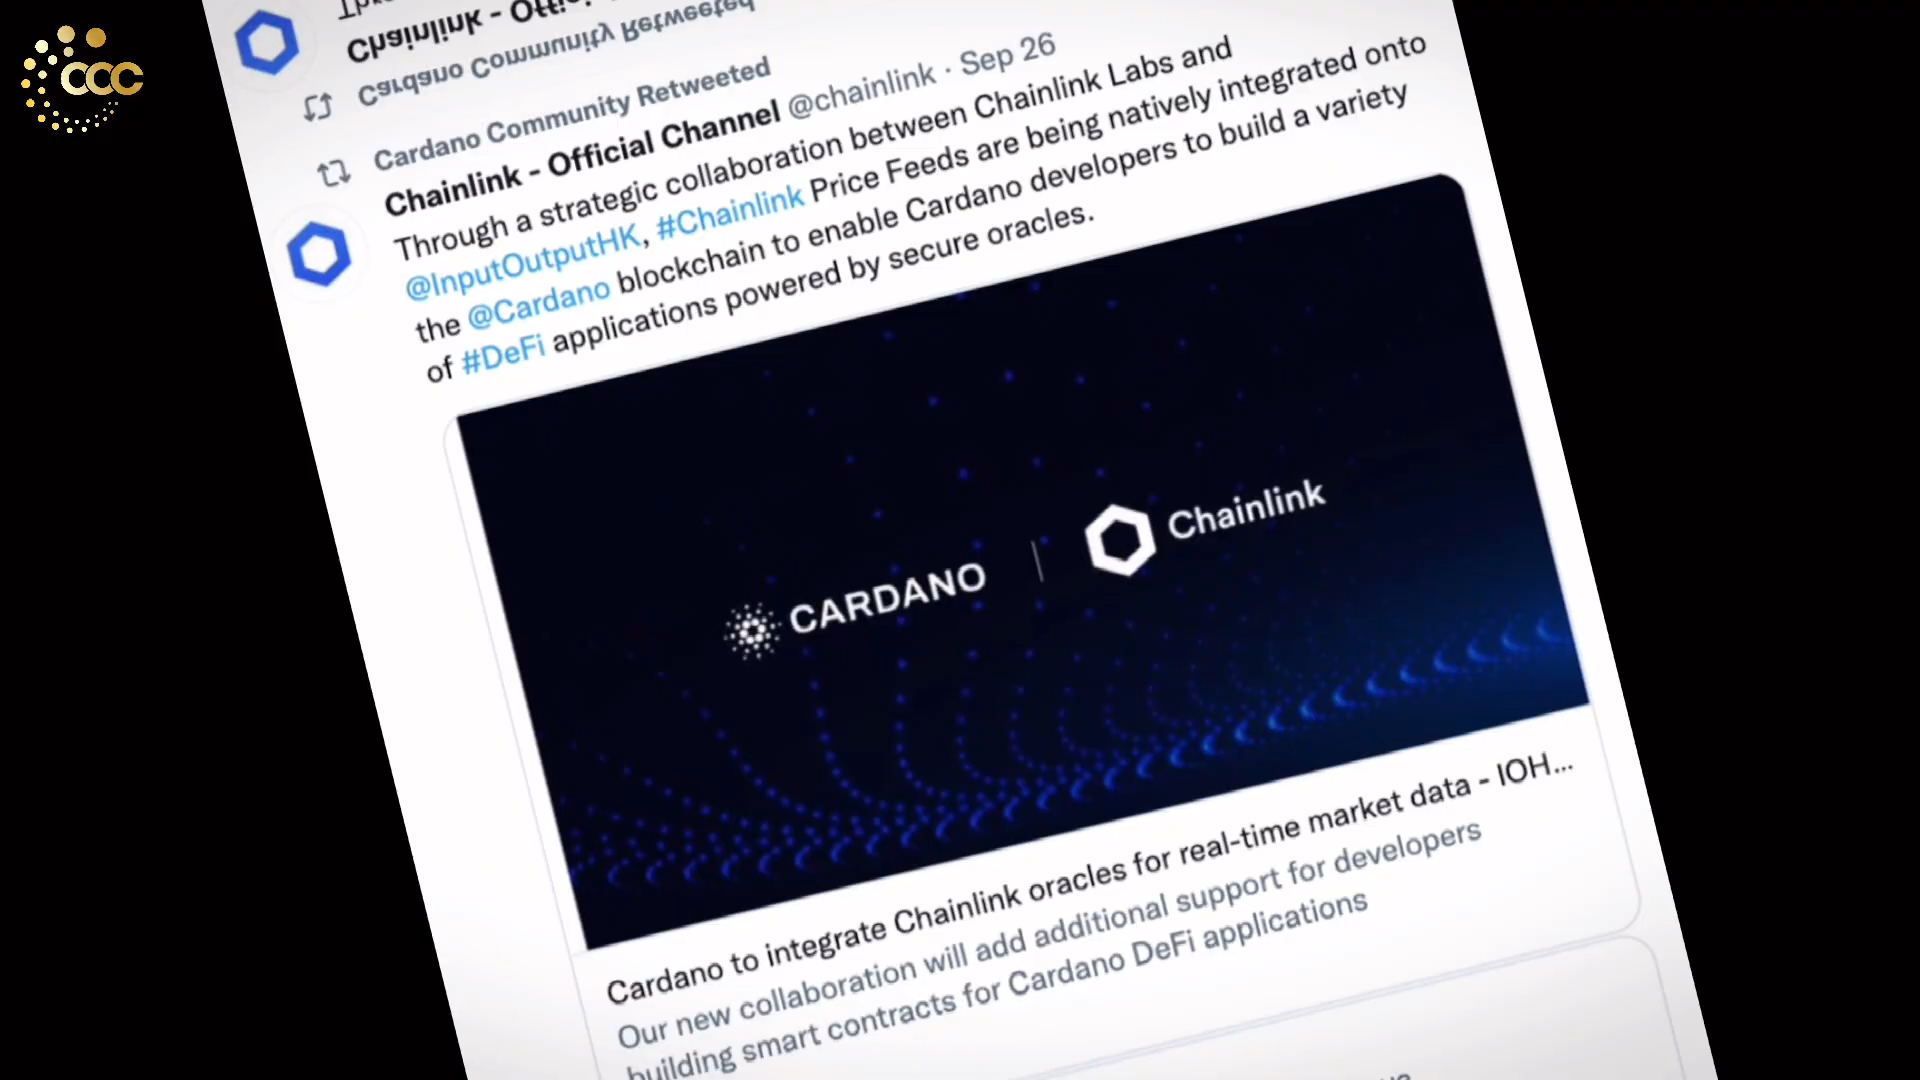 CCC
Chainlink - Offi
Cardano Community Retweeted
Cardano Community Retweeted
Chainlink - Official Channel @chainlink · Sep 26
Through a strategic collaboration between Chainlink Labs and
@InputOutputHK, #Chainlink Price Feeds are being natively integrated onto
the @Cardano blockchain to enable Cardano developers to build a variety
of #DeFi applications powered by secure oracles.
CARDANO | Chainlink
Cardano to integrate Chainlink oracles for real-time market data - IOH...
Our new collaboration will add additional support for developers
building smart contracts for Cardano DeFi applications